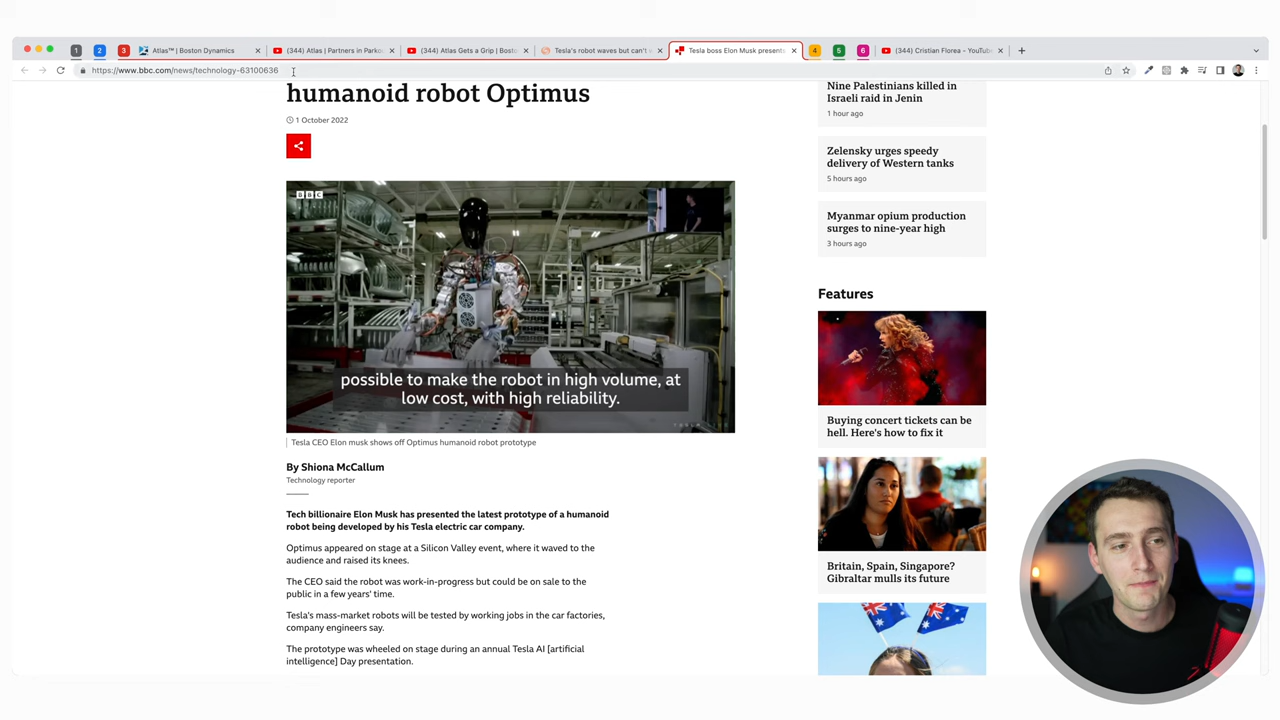 1
2
3
Atlas™ | Boston Dynamics
(344) Atlas | Partners in Parko
(344) Atlas Gets a Grip | Bost
Tesla's robot waves but can't
Tesla boss Elon Musk presents
4
5
6
(344) Cristian Florea - YouTub
https://www.bbc.com/news/technology-63100636
humanoid robot Optimus
1 October 2022
BBC
possible to make the robot in high volume, at
low cost, with high reliability.
Tesla CEO Elon musk shows off Optimus humanoid robot prototype
By Shiona McCallum
Technology reporter
Tech billionaire Elon Musk has presented the latest prototype of a humanoid
robot being developed by his Tesla electric car company.
Optimus appeared on stage at a Silicon Valley event, where it waved to the
audience and raised its knees.
The CEO said the robot was work-in-progress but could be on sale to the
public in a few years' time.
Tesla's mass-market robots will be tested by working jobs in the car factories,
company engineers say.
The prototype was wheeled on stage during an annual Tesla AI [artificial
intelligence] Day presentation.
Nine Palestinians killed in
Israeli raid in Jenin
1 hour ago
Zelensky urges speedy
delivery of Western tanks
5 hours ago
Myanmar opium production
surges to nine-year high
3 hours ago
Features
Buying concert tickets can be
hell. Here's how to fix it
Britain, Spain, Singapore?
Gibraltar mulls its future